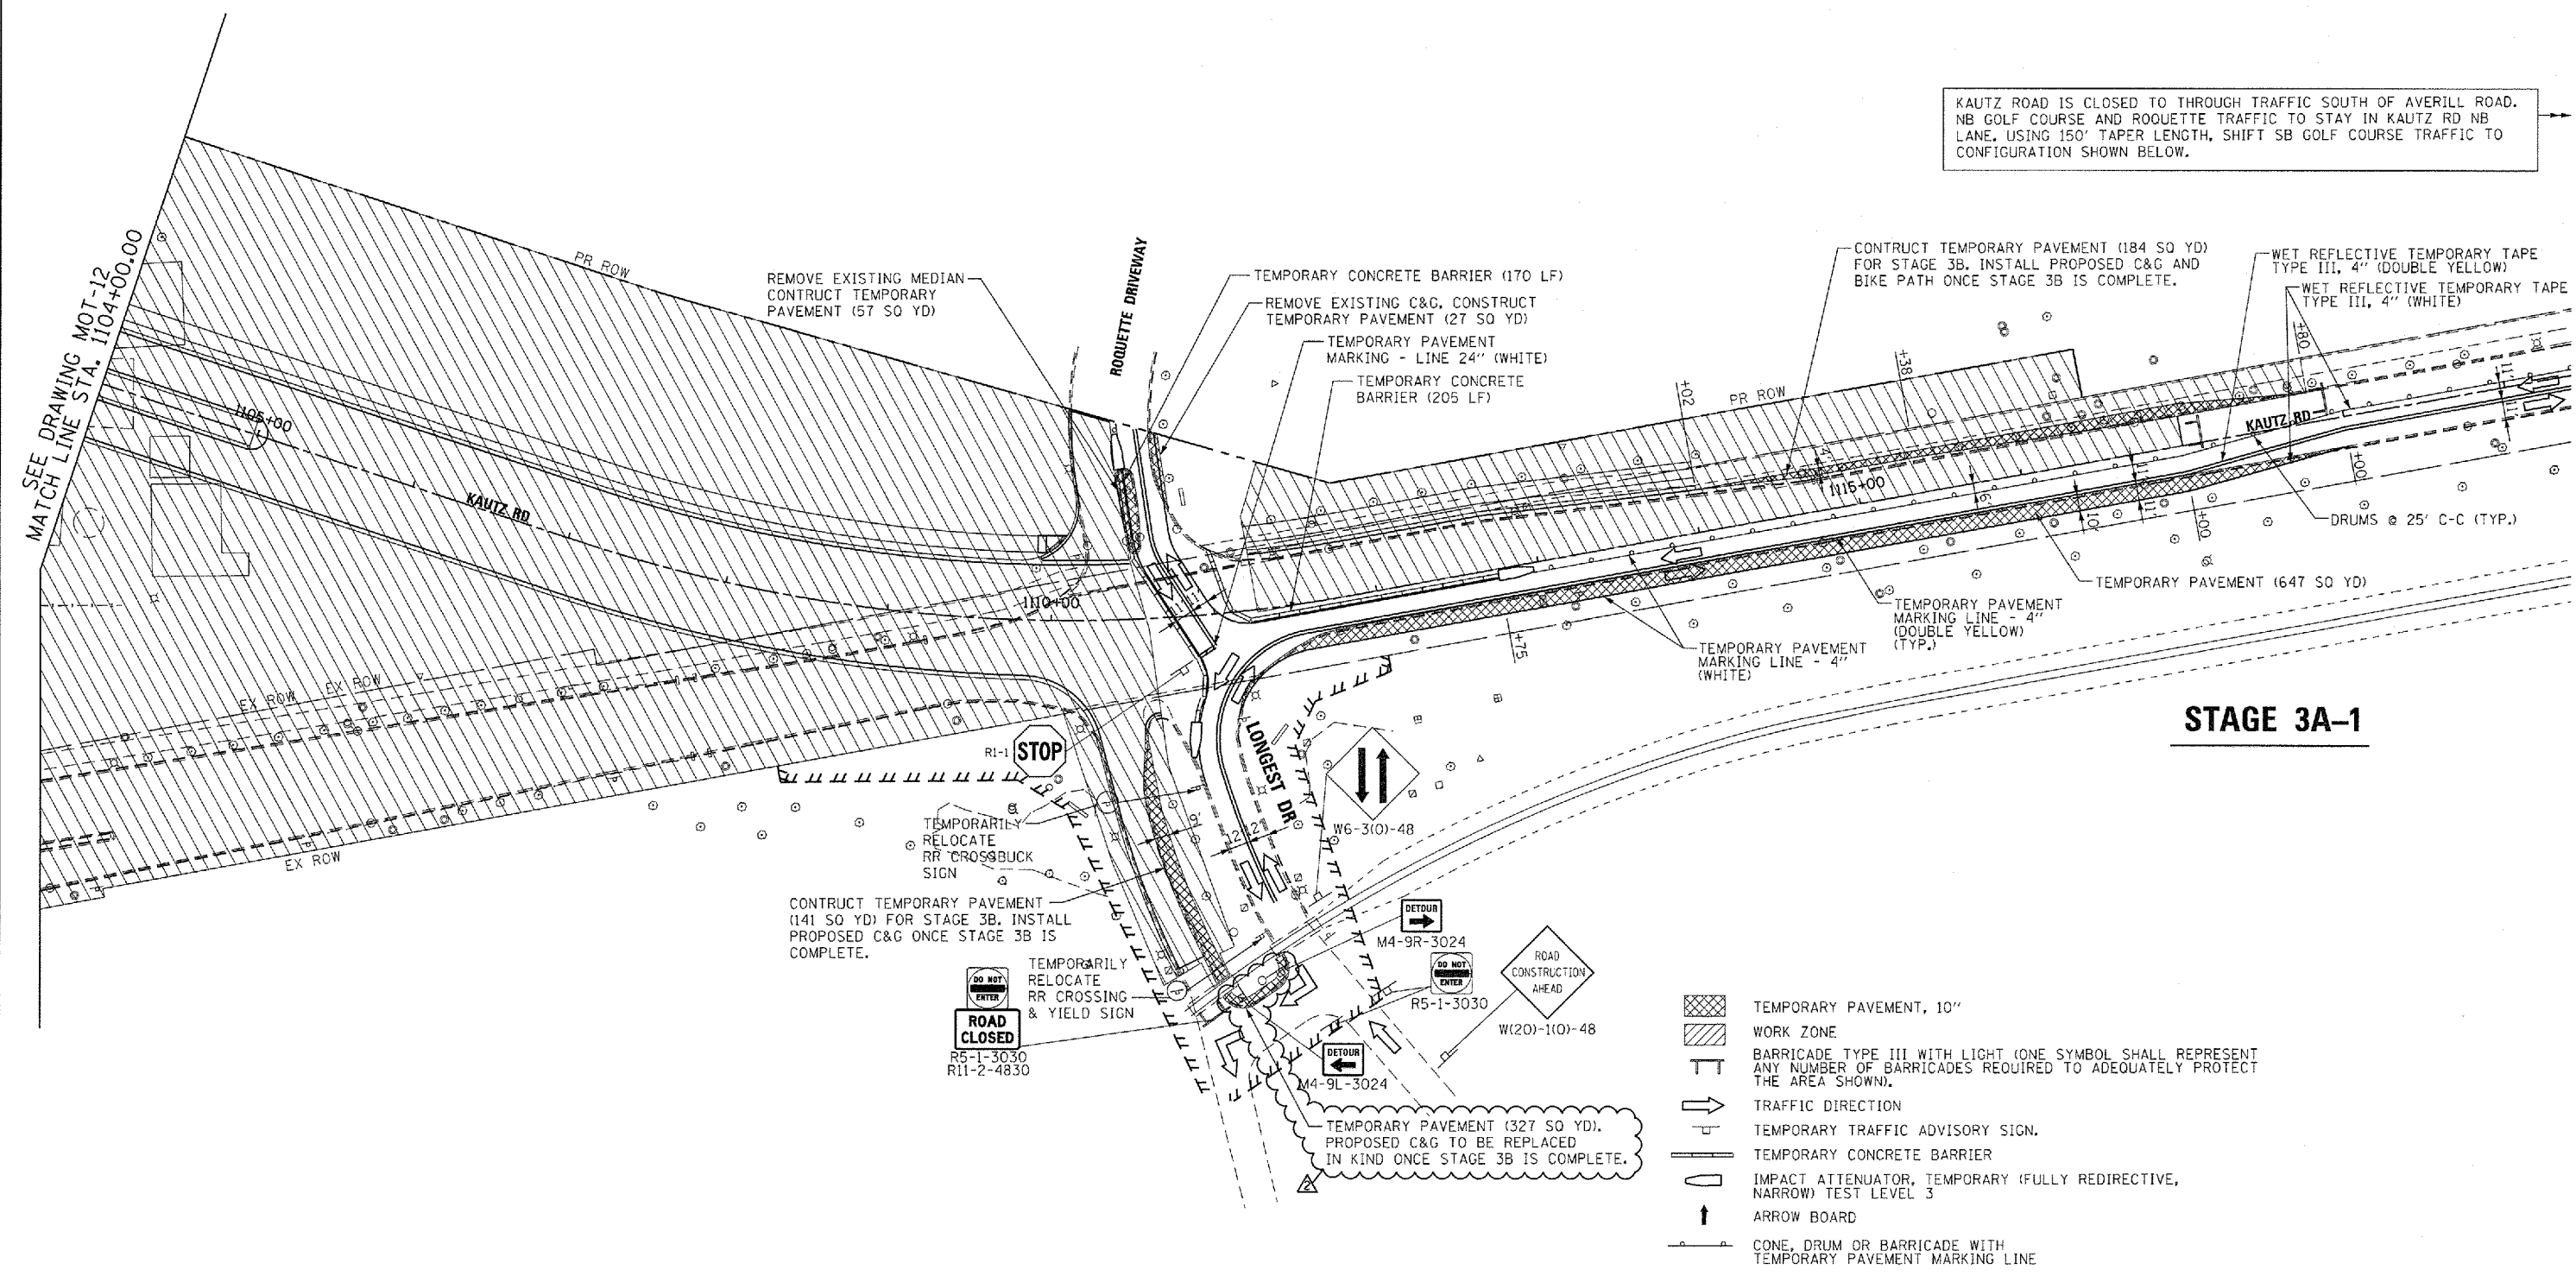 KAUTZ ROAD IS CLOSED TO THROUGH TRAFFIC SOUTH OF AVERILL ROAD.
NB GOLF COURSE AND ROQUETTE TRAFFIC TO STAY IN KAUTZ RD NB
LANE. USING 150' TAPER LENGTH, SHIFT SB GOLF COURSE TRAFFIC TO
CONFIGURATION SHOWN BELOW.
SEE DRAWING MOT-12
MATCH LINE STA. 1104+00.00
PR ROW
REMOVE EXISTING MEDIAN
CONTRUCT TEMPORARY
PAVEMENT (57 SQ YD)
ROQUETTE DRIVEWAY
TEMPORARY CONCRETE BARRIER (170 LF)
REMOVE EXISTING C&G, CONSTRUCT
TEMPORARY PAVEMENT (27 SQ YD)
TEMPORARY PAVEMENT
MARKING - LINE 24" (WHITE)
TEMPORARY CONCRETE
BARRIER (205 LF)
CONTRUCT TEMPORARY PAVEMENT (184 SQ YD)
FOR STAGE 3B. INSTALL PROPOSED C&G AND
BIKE PATH ONCE STAGE 3B IS COMPLETE.
WET REFLECTIVE TEMPORARY TAPE
TYPE III, 4" (DOUBLE YELLOW)
WET REFLECTIVE TEMPORARY TAPE
TYPE III, 4" (WHITE)
+02
+38
+80
PR ROW
KAUTZ RD
1105+00
KAUTZ RD
1110+00
1115+00
6'
10'
11'
+00
+00
+75
DRUMS @ 25' C-C (TYP.)
TEMPORARY PAVEMENT (647 SQ YD)
TEMPORARY PAVEMENT
MARKING LINE - 4"
(DOUBLE YELLOW)
(TYP.)
TEMPORARY PAVEMENT
MARKING LINE - 4"
(WHITE)
EX ROW
EX ROW
EX ROW
STAGE 3A-1
R1-1
STOP
LONGEST DR
W6-3(O)-48
TEMPORARILY
RELOCATE
RR CROSSBUCK
SIGN
CONTRUCT TEMPORARY PAVEMENT
(141 SQ YD) FOR STAGE 3B. INSTALL
PROPOSED C&G ONCE STAGE 3B IS
COMPLETE.
TEMPORARILY
RELOCATE
RR CROSSING
& YIELD SIGN
DO NOT
ENTER
ROAD
CLOSED
R5-1-3030
R11-2-4830
DETOUR
M4-9R-3024
DO NOT
ENTER
R5-1-3030
ROAD
CONSTRUCTION
AHEAD
W(20)-1(O)-48
DETOUR
M4-9L-3024
TEMPORARY PAVEMENT (327 SQ YD).
PROPOSED C&G TO BE REPLACED
IN KIND ONCE STAGE 3B IS COMPLETE.
2
TEMPORARY PAVEMENT, 10"
WORK ZONE
BARRICADE TYPE III WITH LIGHT (ONE SYMBOL SHALL REPRESENT
ANY NUMBER OF BARRICADES REQUIRED TO ADEQUATELY PROTECT
THE AREA SHOWN).
TRAFFIC DIRECTION
TEMPORARY TRAFFIC ADVISORY SIGN.
TEMPORARY CONCRETE BARRIER
IMPACT ATTENUATOR, TEMPORARY (FULLY REDIRECTIVE,
NARROW) TEST LEVEL 3
ARROW BOARD
CONE, DRUM OR BARRICADE WITH
TEMPORARY PAVEMENT MARKING LINE